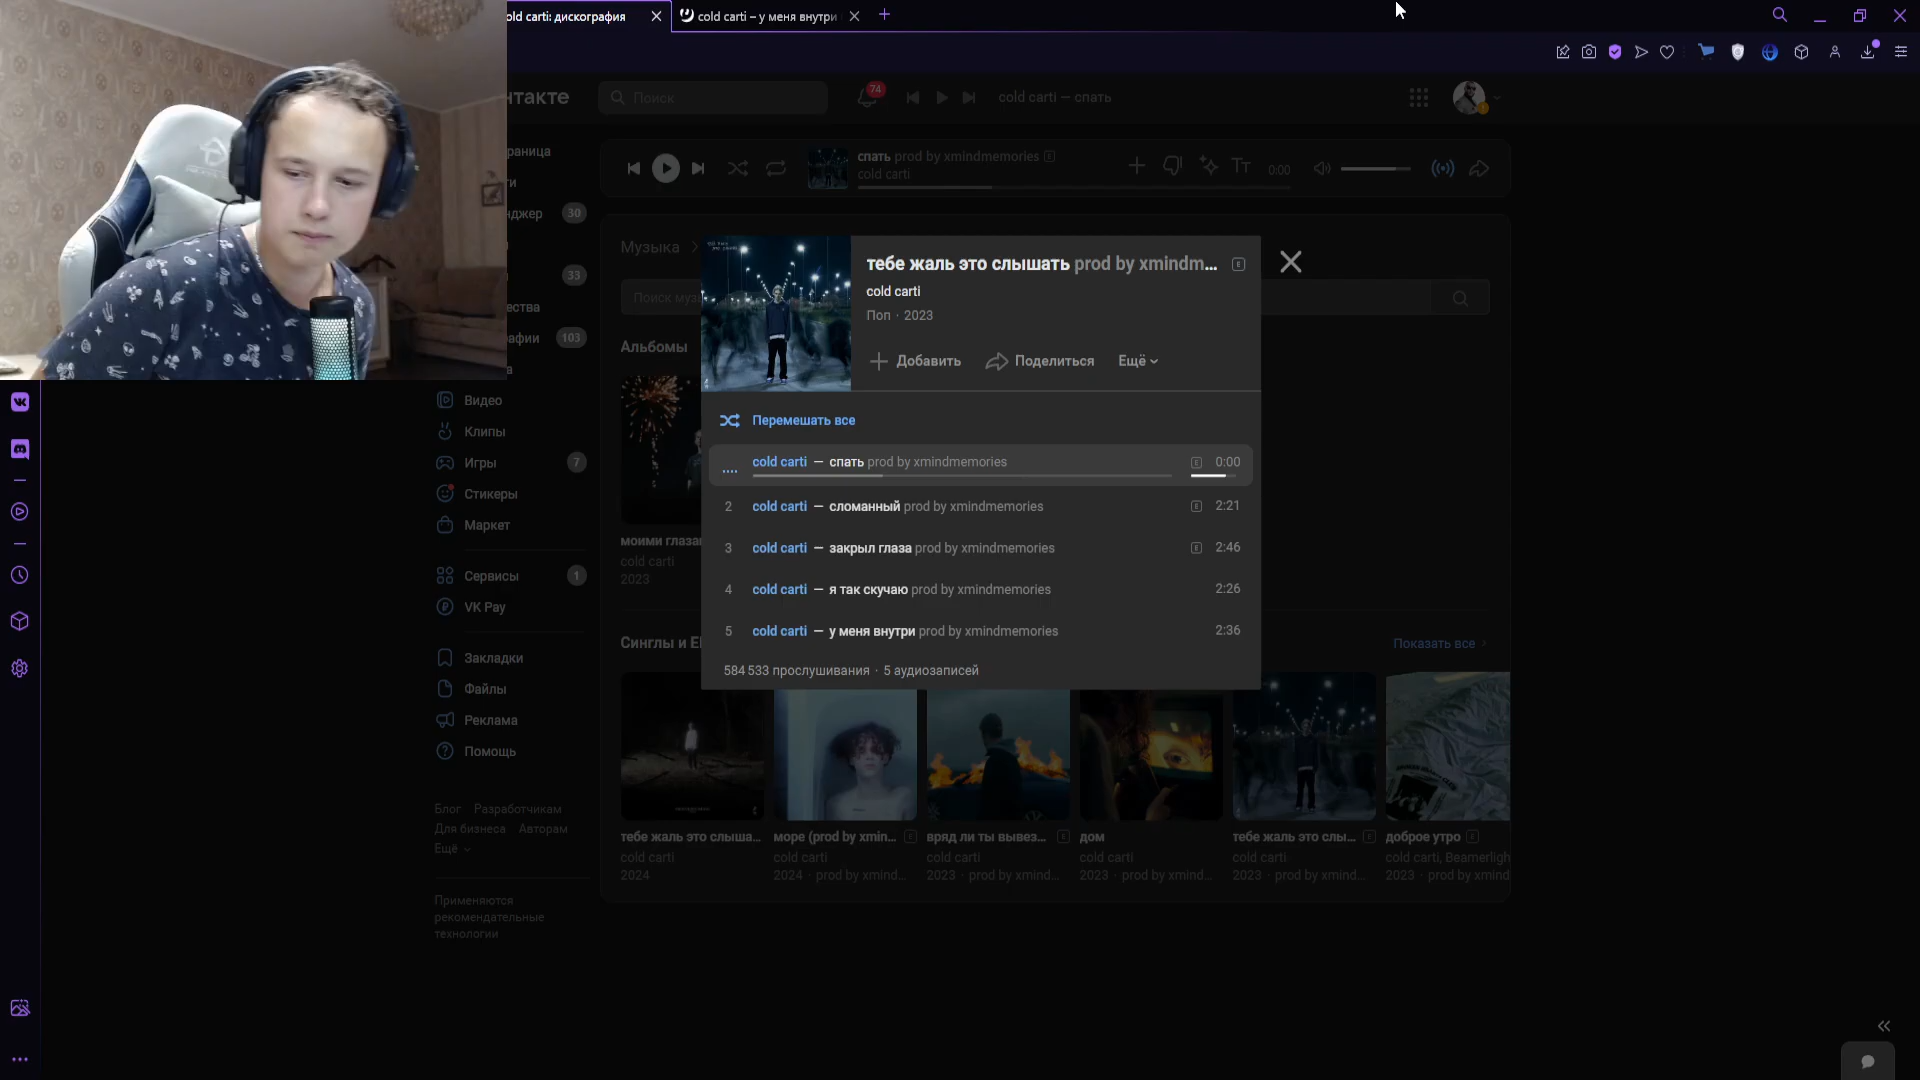 old carti: дискография
cold carti – у меня внутри
нтакте
Поиск
74
cold carti — спать
спать prod by xmindmemories E
cold carti
0:00
раница
ти
нджер 30
33
ества
рафии 103
а
Видео
Клипы
Игры 7
Стикеры
Маркет
Сервисы 1
VK Pay
Закладки
Файлы
Реклама
Помощь
Блог Разработчикам
Для бизнеса Авторам
Ещё
Применяются
рекомендательные
технологии
Музыка
Поиск музы
Альбомы
моими глаза
cold carti
2023
тебе жаль это слышать prod by xmindm... E
cold carti
Поп · 2023
Добавить Поделиться Ещё
Перемешать все
cold carti — спать prod by xmindmemories E 0:00
2 cold carti — сломанный prod by xmindmemories E 2:21
3 cold carti — закрыл глаза prod by xmindmemories E 2:46
4 cold carti — я так скучаю prod by xmindmemories 2:26
5 cold carti — у меня внутри prod by xmindmemories 2:36
584 533 прослушивания · 5 аудиозаписей
Синглы и E
Показать все
тебе жаль это слыша...
cold carti
2024
море (prod by xmin... E
cold carti
2024 · prod by xmind...
вряд ли ты вывез... E
cold carti
2023 · prod by xmind...
дом
cold carti
2023 · prod by xmind...
тебе жаль это слы... E
cold carti
2023 · prod by xmind...
доброе утро E
cold carti, Beamerligh
2023 · prod by xmind